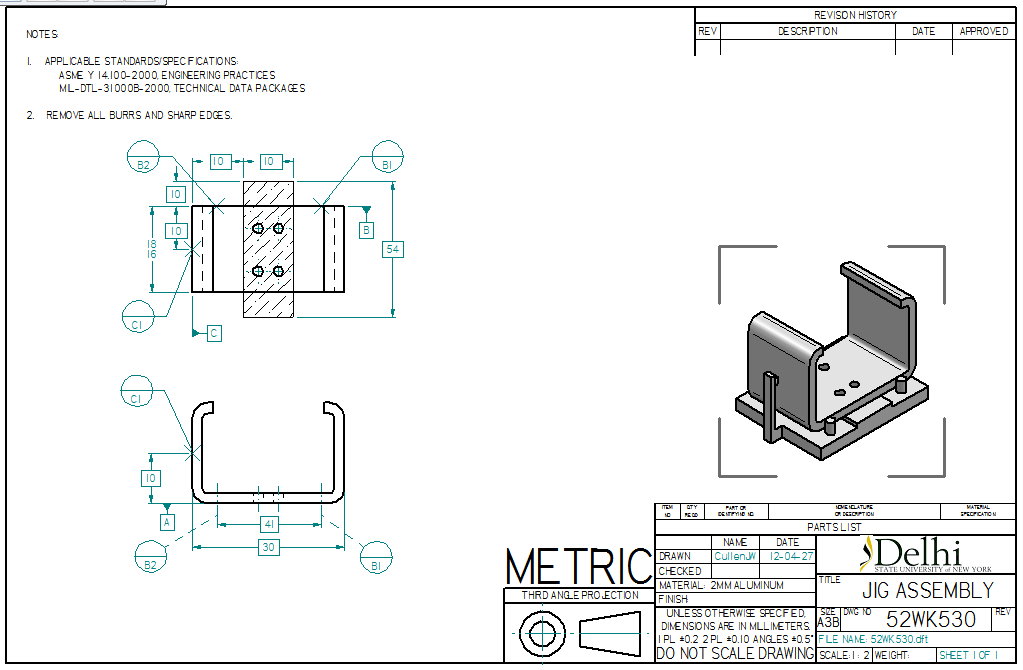 REVISON HISTORY
REV DESCRIPTION DATE APPROVED
NOTES
1. APPLICABLE STANDARDS/SPECIFICATIONS:
ASME Y 14.100-2000, ENGINEERING PRACTICES
MIL-DTL-31000B-2000, TECHNICAL DATA PACKAGES
2. REMOVE ALL BURRS AND SHARP EDGES.
B2 10 10 B1
10
10 B
18
16
54
C1
C
C1
10
A
41
30
B2 B1
ITEM NO QTY REQD PART OR IDENTIFYING NO. NOMENCLATURE OR DESCRIPTION MATERIAL SPECIFICATION
PARTS LIST
NAME DATE
DRAWN CullenJW 12-04-27
CHECKED
MATERIAL: 2MM ALUMINUM
FINISH:
Delhi
STATE UNIVERSITY of NEW YORK
TITLE
JIG ASSEMBLY
METRIC
THIRD ANGLE PROJECTION
UNLESS OTHERWISE SPECIFIED,
DIMENSIONS ARE IN MILLIMETERS.
1 PL ±0.2 2 PL ±0.10 ANGLES ±0.5°
DO NOT SCALE DRAWING
SIZE DWG NO REV
A3B 52WK530
FILE NAME: 52WK530.dft
SCALE:1 : 2 WEIGHT: SHEET 1 OF 1